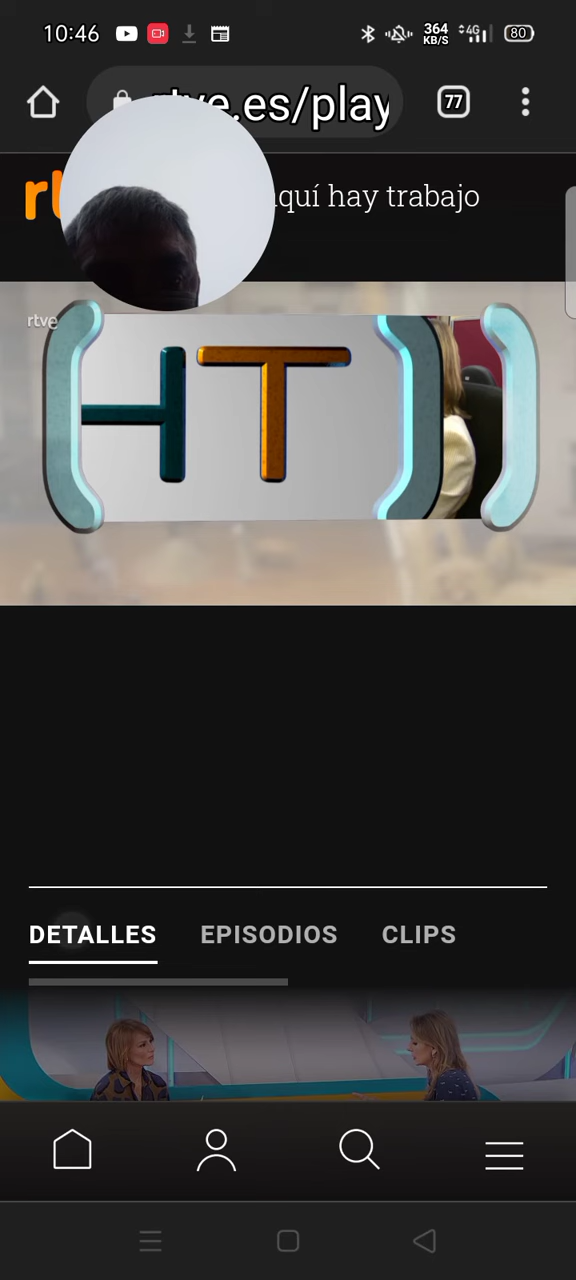 10:46
364
KB/S
4G
80
rtve.es/play
77
aquí hay trabajo
rtve
HT
DETALLES EPISODIOS CLIPS